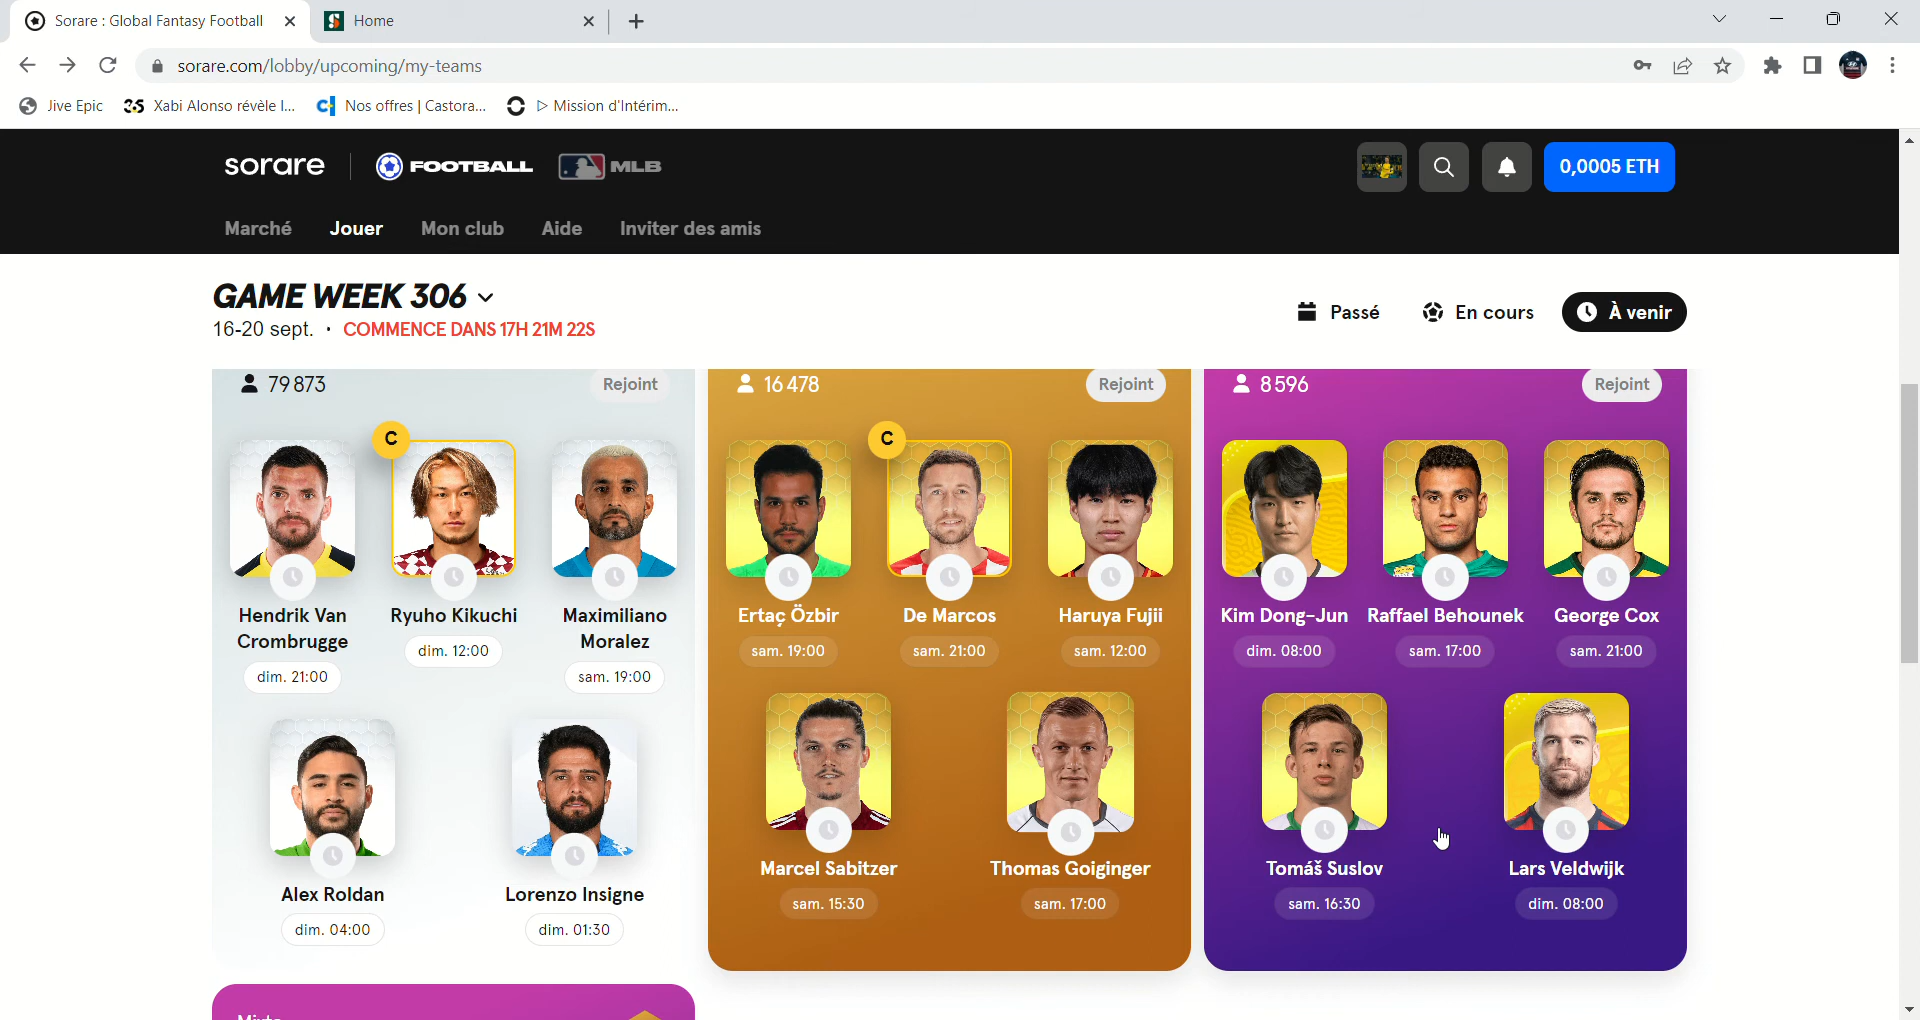 Sorare : Global Fantasy Football
Home
sorare.com/lobby/upcoming/my-teams
Jive Epic
Xabi Alonso révèle l...
Nos offres | Castora...
▷ Mission d'Intérim...
sorare
FOOTBALL
MLB
0,0005 ETH
Marché
Jouer
Mon club
Aide
Inviter des amis
GAME WEEK 306
16-20 sept. • COMMENCE DANS 17H 21M 22S
Passé
En cours
À venir
79 873
Rejoint
C
Hendrik Van
Crombrugge
dim. 21:00
Ryuho Kikuchi
dim. 12:00
Maximiliano
Moralez
sam. 19:00
Alex Roldan
dim. 04:00
Lorenzo Insigne
dim. 01:30
16 478
Rejoint
C
Ertaç Özbir
sam. 19:00
De Marcos
sam. 21:00
Haruya Fujii
sam. 12:00
Marcel Sabitzer
sam. 15:30
Thomas Goiginger
sam. 17:00
8 596
Rejoint
Kim Dong-Jun
dim. 08:00
Raffael Behounek
sam. 17:00
George Cox
sam. 21:00
Tomáš Suslov
sam. 16:30
Lars Veldwijk
dim. 08:00